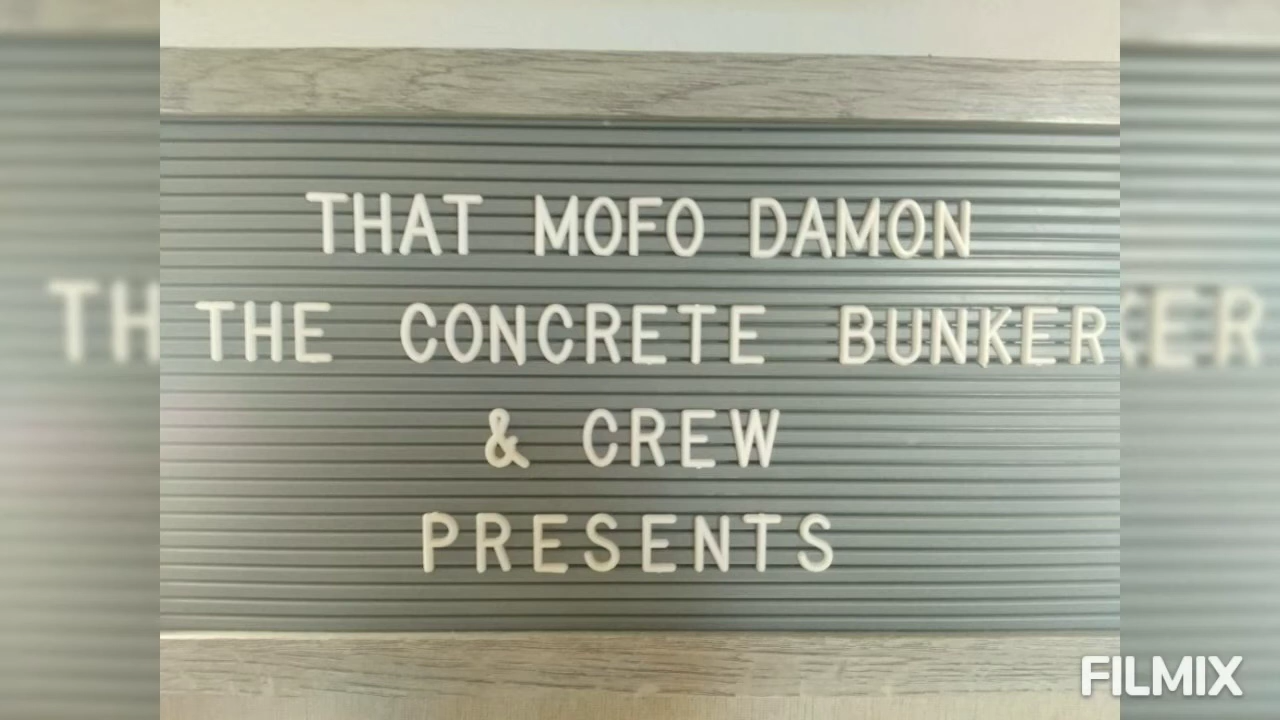 THAT MOFO DAMON
THE CONCRETE BUNKER
& CREW
PRESENTS
FILMIX